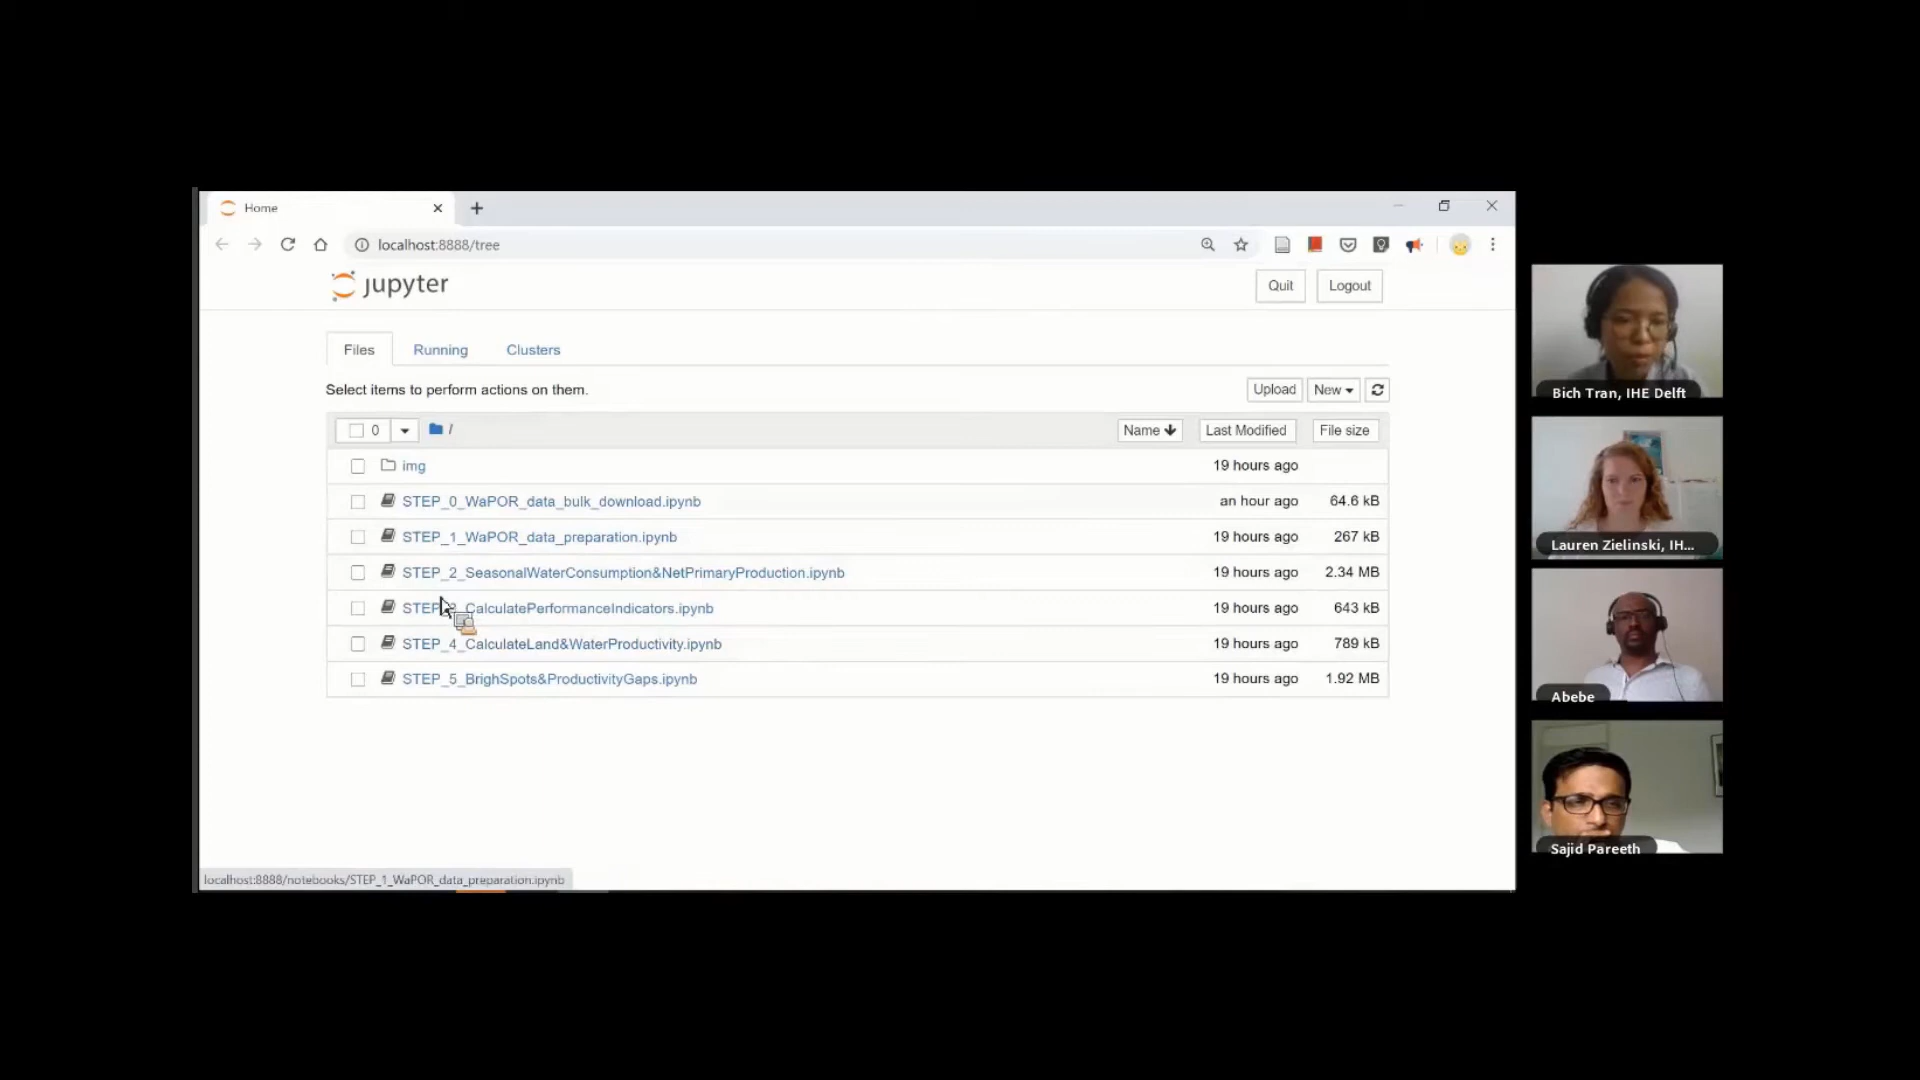 Home
localhost:8888/tree
jupyter
Quit
Logout
Files
Running
Clusters
Select items to perform actions on them.
Upload
New
0
/
Name
Last Modified
File size
img
19 hours ago
STEP_0_WaPOR_data_bulk_download.ipynb
an hour ago
64.6 kB
STEP_1_WaPOR_data_preparation.ipynb
19 hours ago
267 kB
STEP_2_SeasonalWaterConsumption&NetPrimaryProduction.ipynb
19 hours ago
2.34 MB
STEP_3_CalculatePerformanceIndicators.ipynb
19 hours ago
643 kB
STEP_4_CalculateLand&WaterProductivity.ipynb
19 hours ago
789 kB
STEP_5_BrighSpots&ProductivityGaps.ipynb
19 hours ago
1.92 MB
localhost:8888/notebooks/STEP_1_WaPOR_data_preparation.ipynb
Bich Tran, IHE Delft
Lauren Zielinski, IH...
Abebe
Sajid Pareeth